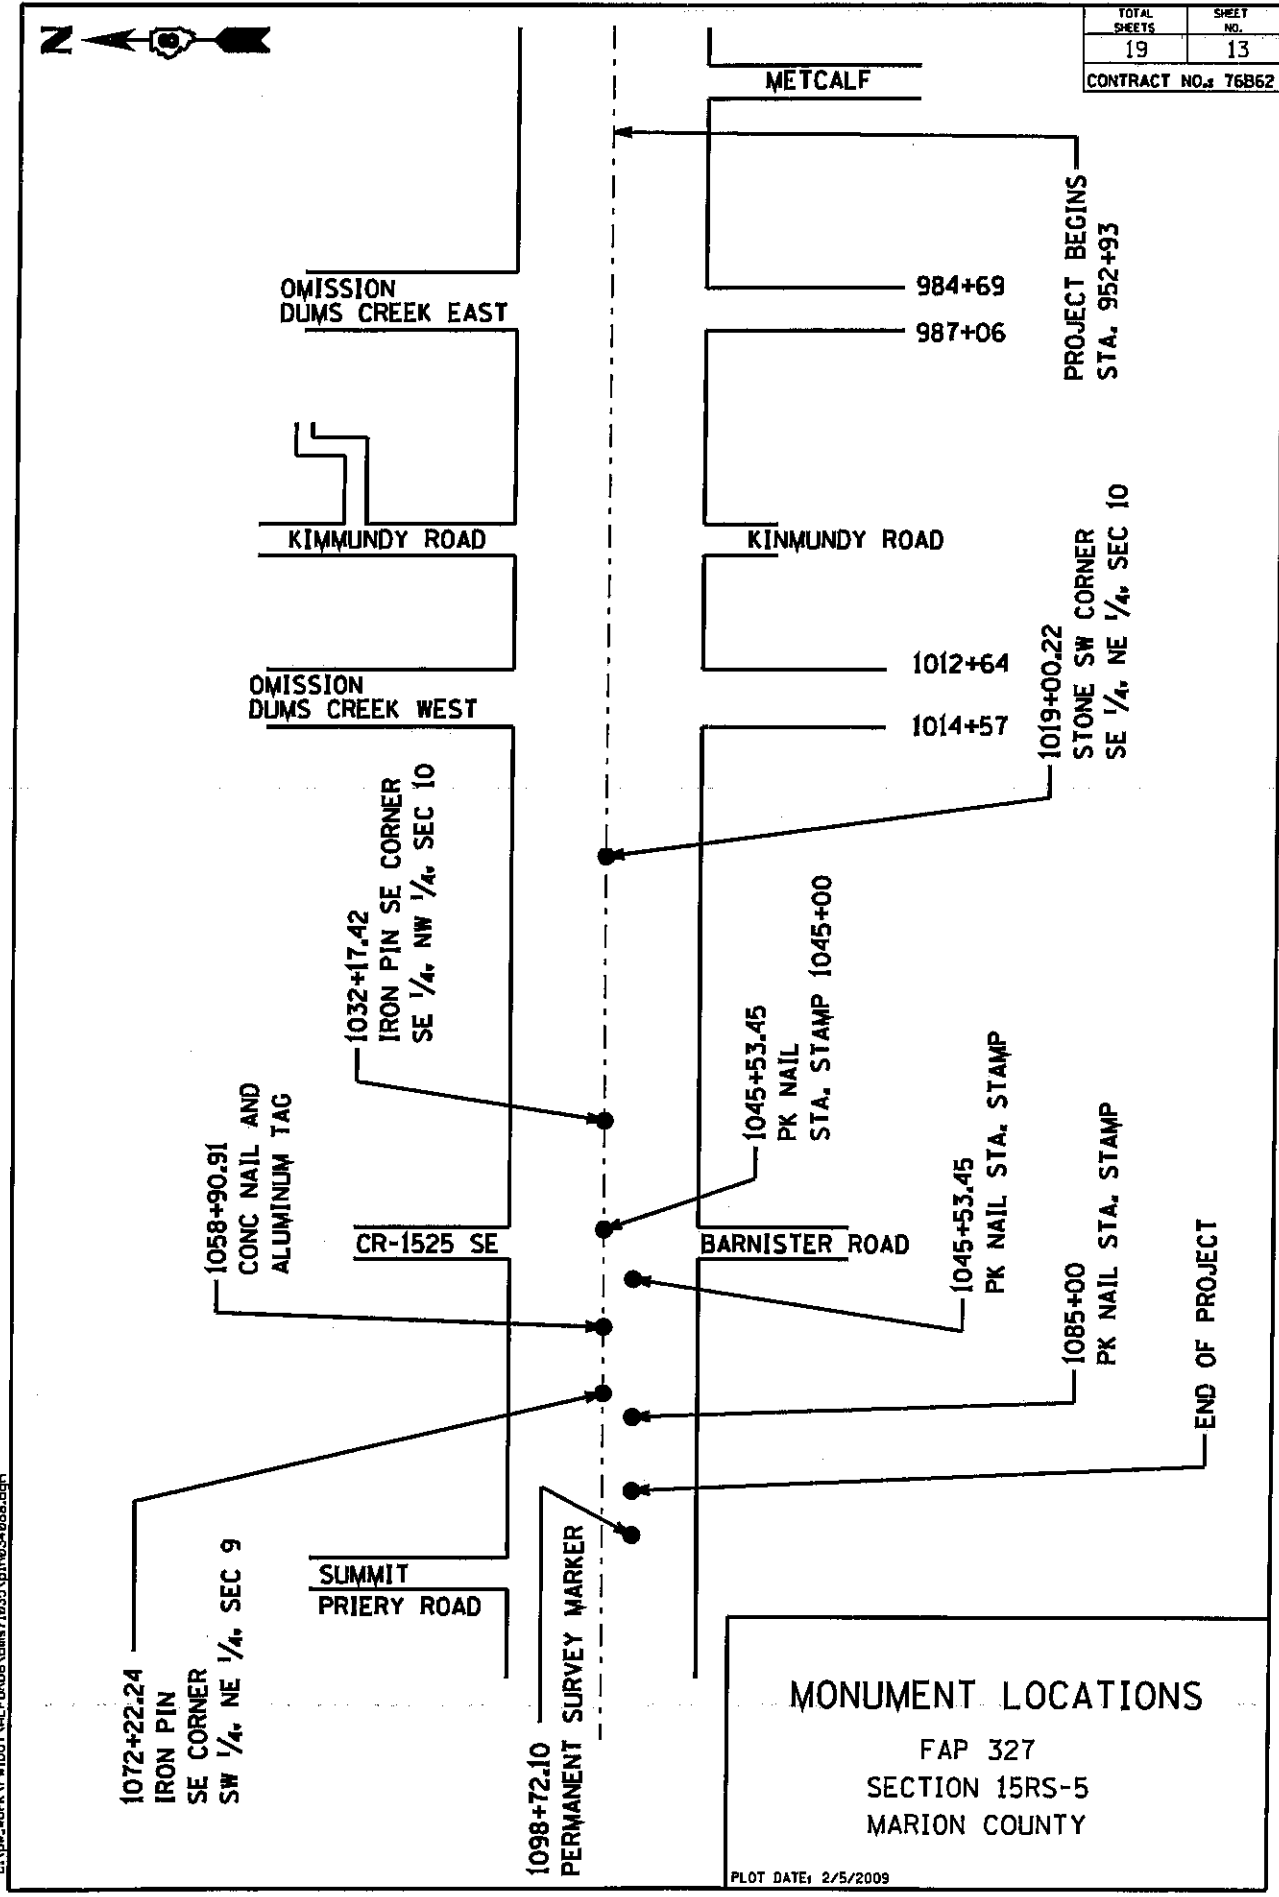 TOTAL SHEETS
SHEET NO.
19
13
CONTRACT NO.: 76B62
N
METCALF
PROJECT BEGINS
STA. 952+93
OMISSION
DUMS CREEK EAST
984+69
987+06
KIMMUNDY ROAD
KINMUNDY ROAD
OMISSION
DUMS CREEK WEST
1012+64
1014+57
1019+00.22
STONE SW CORNER
SE 1/4, NE 1/4, SEC 10
1032+17.42
IRON PIN SE CORNER
SE 1/4, NW 1/4, SEC 10
1045+53.45
PK NAIL
STA. STAMP 1045+00
1058+90.91
CONC NAIL AND
ALUMINUM TAG
CR-1525 SE
BARNISTER ROAD
1045+53.45
PK NAIL STA. STAMP
1085+00
PK NAIL STA. STAMP
END OF PROJECT
1072+22.24
IRON PIN
SE CORNER
SW 1/4, NE 1/4, SEC 9
SUMMIT
PRIERY ROAD
1098+72.10
PERMANENT SURVEY MARKER
MONUMENT LOCATIONS
FAP 327
SECTION 15RS-5
MARION COUNTY
PLOT DATE: 2/5/2009